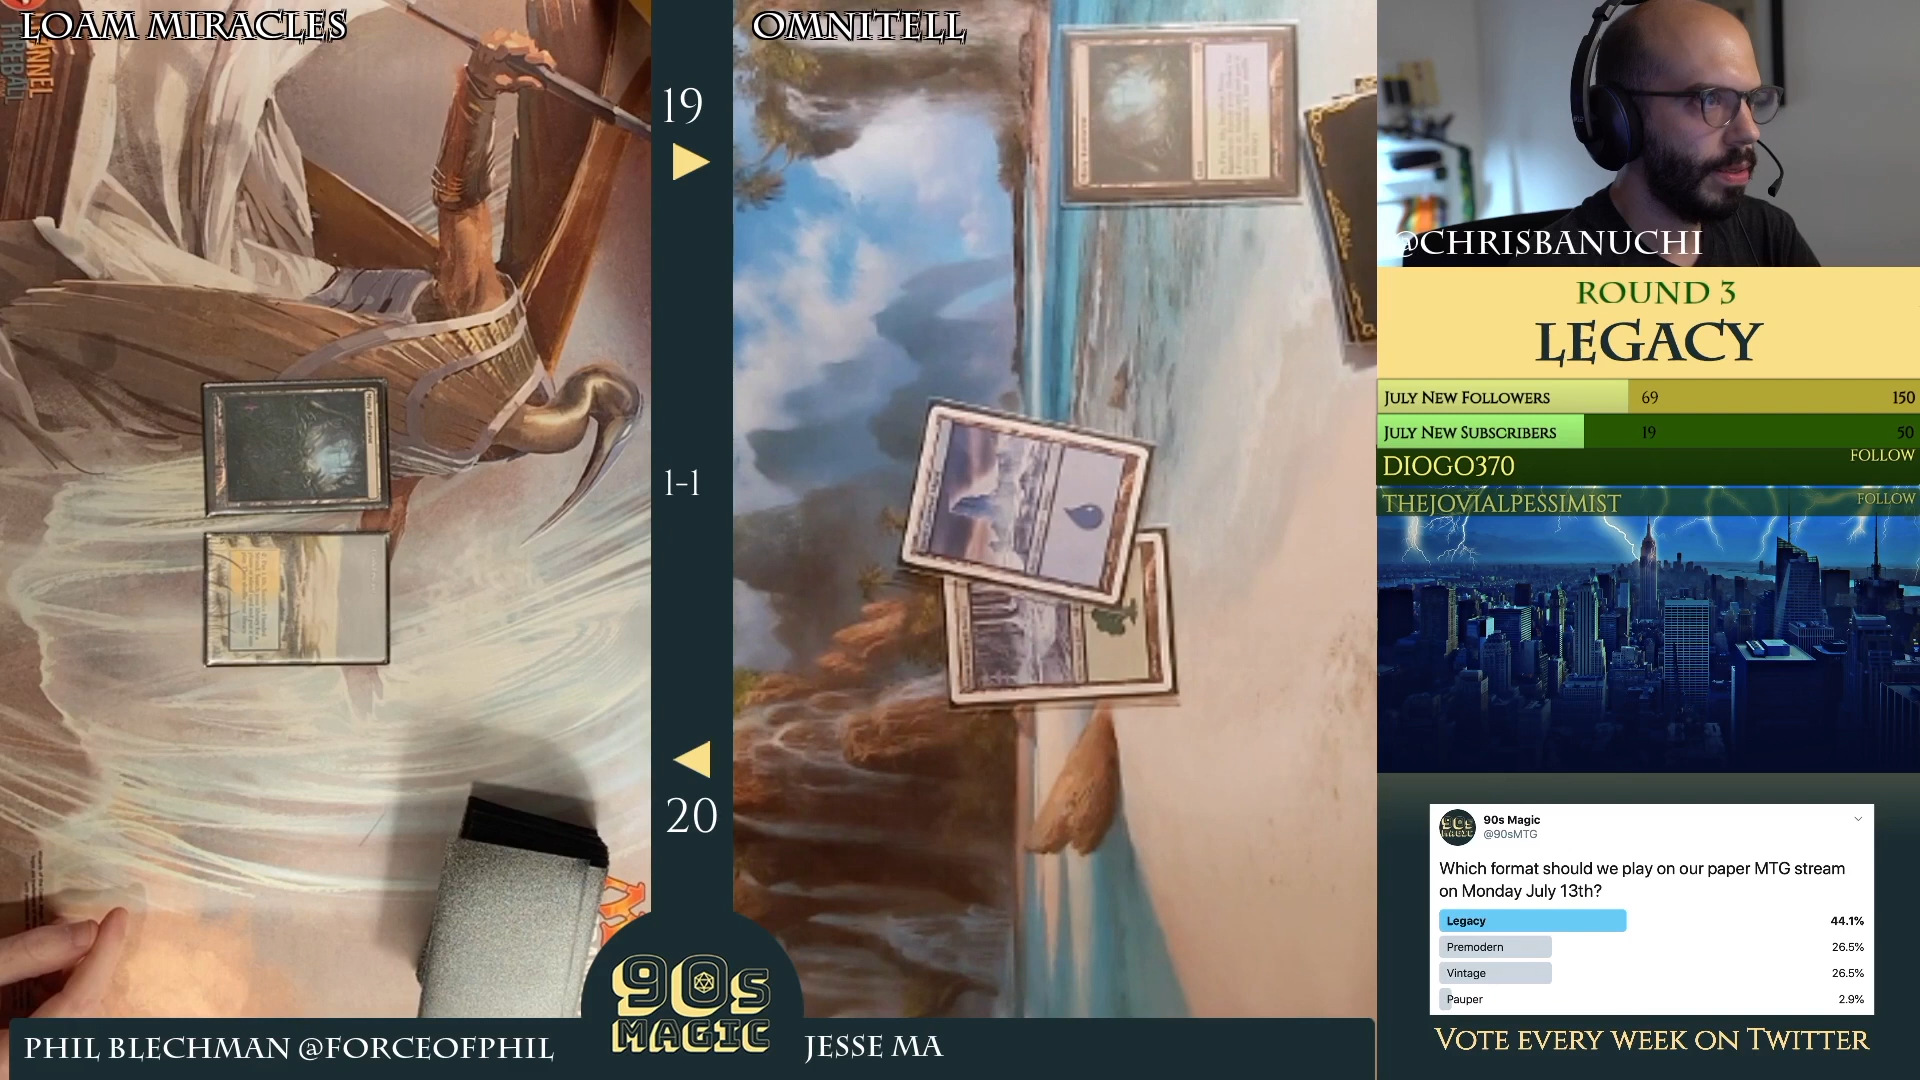 LOAM MIRACLES
OMNITELL
19
1-1
20
PHIL BLECHMAN @FORCEOFPHIL
90s
MAGIC
JESSE MA
@CHRISBANUCHI
ROUND 3
LEGACY
JULY NEW FOLLOWERS 69 150
JULY NEW SUBSCRIBERS 19 50
DIOGO370 FOLLOW
THEJOVIALPESSIMIST FOLLOW
90s Magic
@90sMTG
Which format should we play on our paper MTG stream
on Monday July 13th?
Legacy 44.1%
Premodern 26.5%
Vintage 26.5%
Pauper 2.9%
VOTE EVERY WEEK ON TWITTER